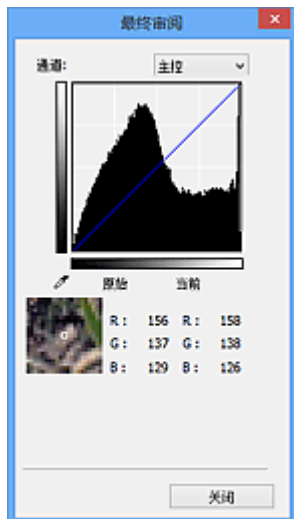 最终审阅
通道: 主控
原始 当前
R: 156 R: 158
G: 137 G: 138
B: 129 B: 126
关闭